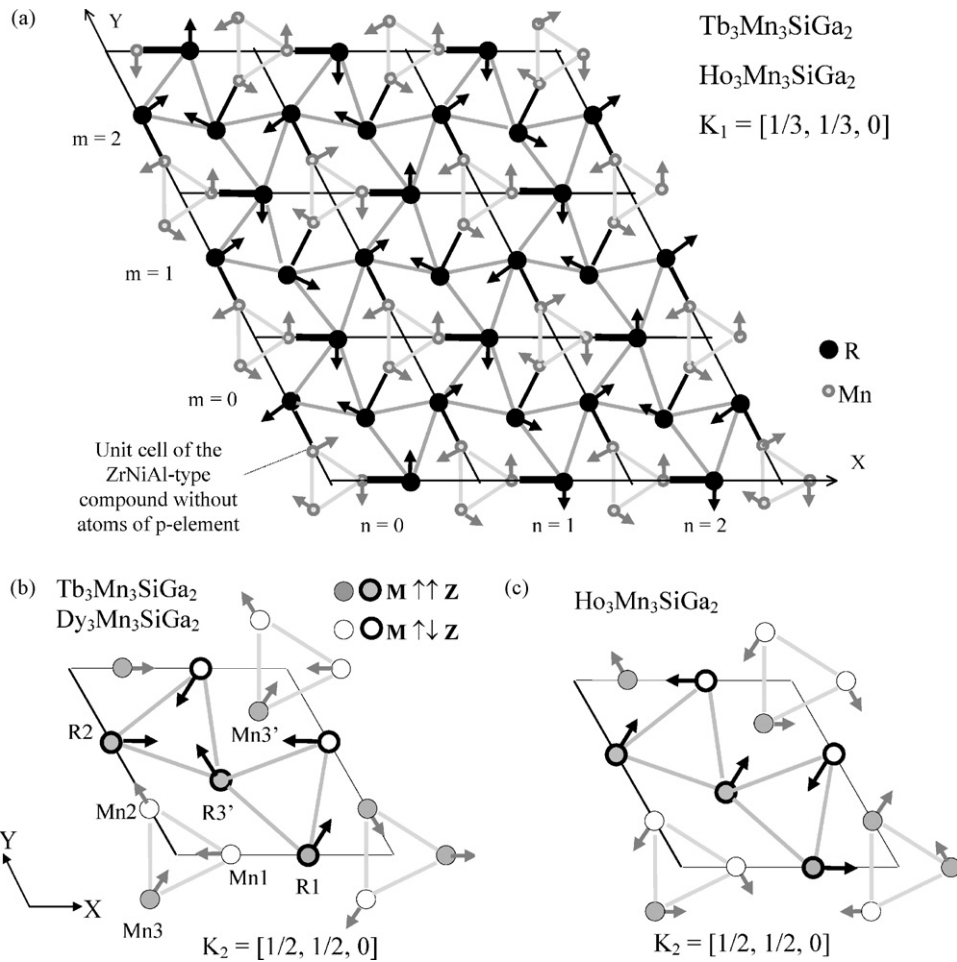 (a)
Y
Tb₃Mn₃SiGa₂
Ho₃Mn₃SiGa₂
K₁ = [1/3, 1/3, 0]
m = 2
m = 1
R
Mn
m = 0
Unit cell of the
ZrNiAl-type
compound without
atoms of p-element
X
n = 0
n = 1
n = 2
(b)
Tb₃Mn₃SiGa₂
Dy₃Mn₃SiGa₂
M ↑↑ Z
M ↑↓ Z
(c)
Ho₃Mn₃SiGa₂
R2
Mn3’
Mn2
R3’
Y
Mn1
R1
X
Mn3
K₂ = [1/2, 1/2, 0]
K₂ = [1/2, 1/2, 0]